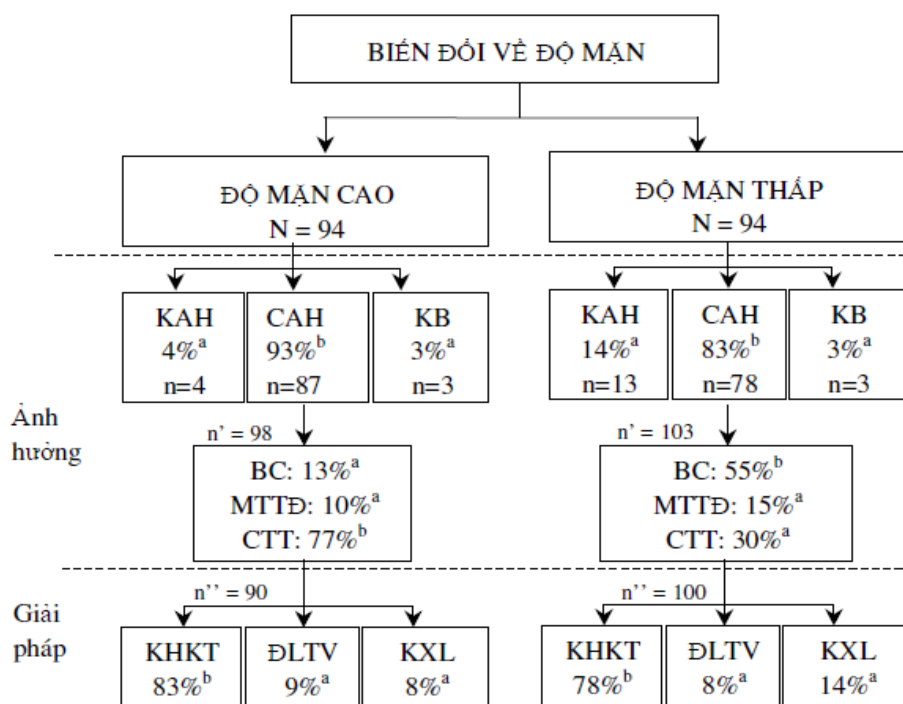 BIẾN ĐỔI VỀ ĐỘ MẶN
ĐỘ MẶN CAO
N = 94
ĐỘ MẶN THẤP
N = 94
Ảnh
hưởng
KAH
4%ᵃ
n=4
CAH
93%ᵇ
n=87
KB
3%ᵃ
n=3
KAH
14%ᵃ
n=13
CAH
83%ᵇ
n=78
KB
3%ᵃ
n=3
n' = 98
BC: 13%ᵃ
MTTĐ: 10%ᵃ
CTT: 77%ᵇ
n' = 103
BC: 55%ᵇ
MTTĐ: 15%ᵃ
CTT: 30%ᵃ
Giải
pháp
n'' = 90
KHKT
83%ᵇ
ĐLTV
9%ᵃ
KXL
8%ᵃ
n'' = 100
KHKT
78%ᵇ
ĐLTV
8%ᵃ
KXL
14%ᵃ